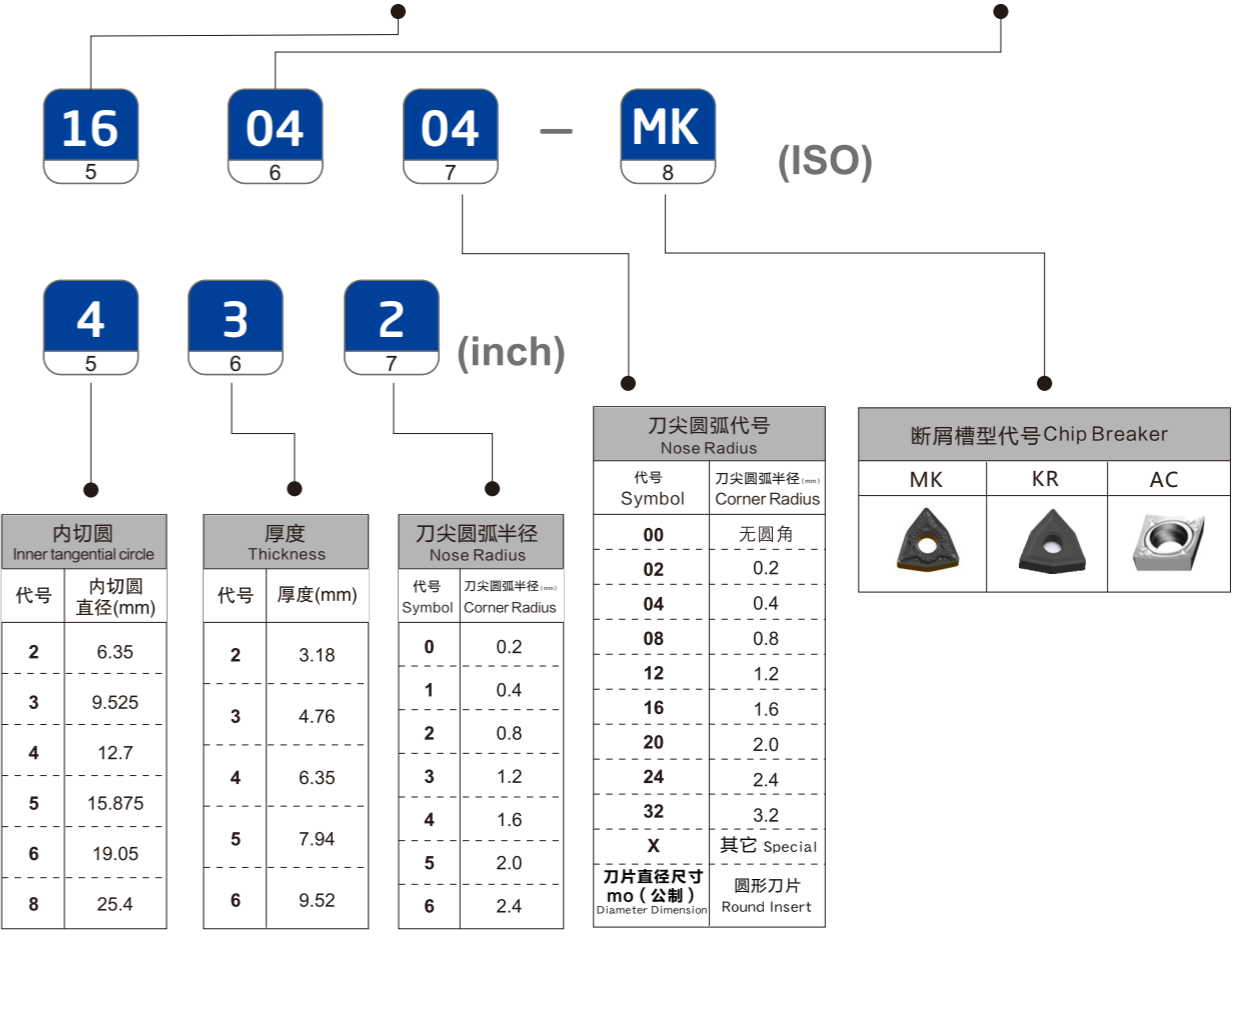 16
5
04
6
04
7
—
MK
8
(ISO)
4
5
3
6
2
7
(inch)
内切圆
Inner tangential circle
代号 内切圆直径(mm)
2 6.35
3 9.525
4 12.7
5 15.875
6 19.05
8 25.4
厚度
Thickness
代号 厚度(mm)
2 3.18
3 4.76
4 6.35
5 7.94
6 9.52
刀尖圆弧半径
Nose Radius
代号 刀尖圆弧半径(mm)
Symbol Corner Radius
0 0.2
1 0.4
2 0.8
3 1.2
4 1.6
5 2.0
6 2.4
刀尖圆弧代号
Nose Radius
代号 刀尖圆弧半径(mm)
Symbol Corner Radius
00 无圆角
02 0.2
04 0.4
08 0.8
12 1.2
16 1.6
20 2.0
24 2.4
32 3.2
X 其它 Special
刀片直径尺寸
mo(公制)
Diameter Dimension
圆形刀片
Round Insert
断屑槽型代号Chip Breaker
MK KR AC